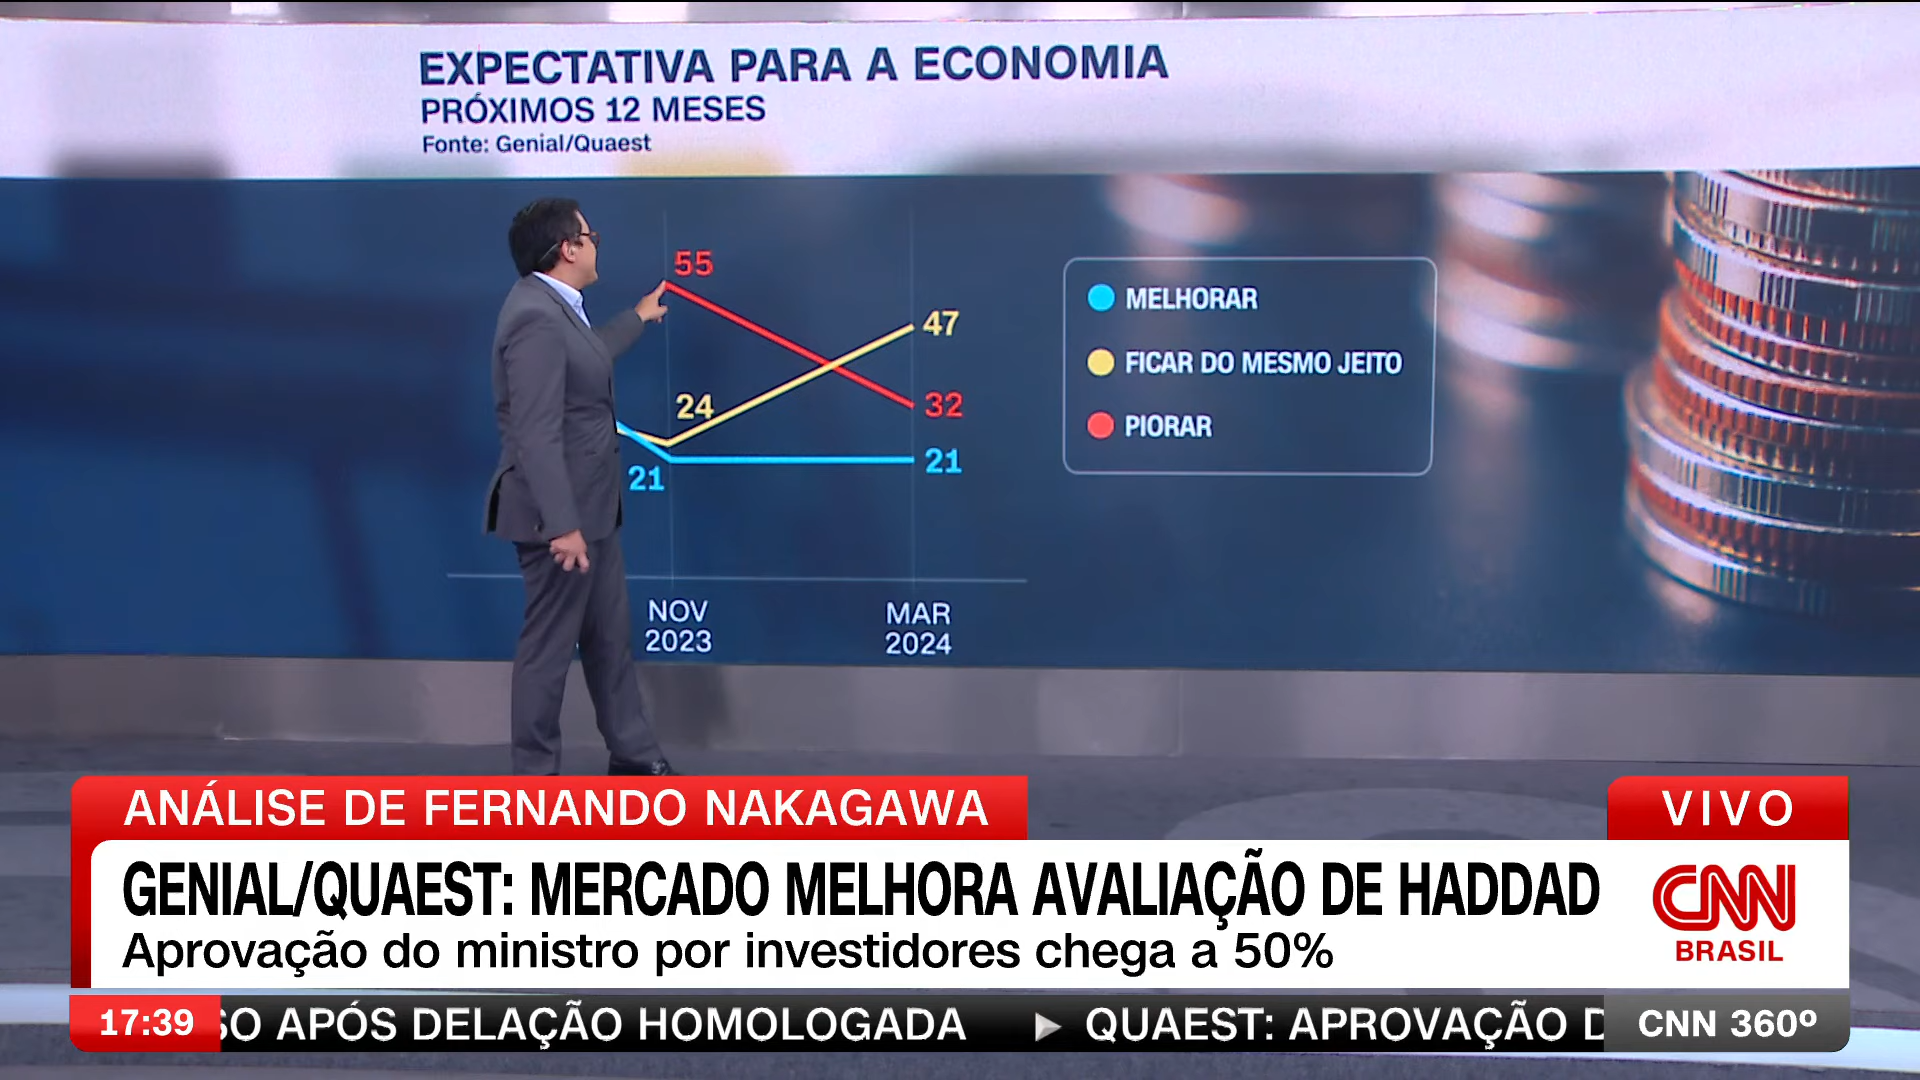 EXPECTATIVA PARA A ECONOMIA
PRÓXIMOS 12 MESES
Fonte: Genial/Quaest
55
47
24
32
21
21
MELHORAR
FICAR DO MESMO JEITO
PIORAR
NOV
2023
MAR
2024
ANÁLISE DE FERNANDO NAKAGAWA
VIVO
GENIAL/QUAEST: MERCADO MELHORA AVALIAÇÃO DE HADDAD
Aprovação do ministro por investidores chega a 50%
CNN
BRASIL
17:39
APÓS DELAÇÃO HOMOLOGADA
QUAEST: APROVAÇÃO
CNN 360º